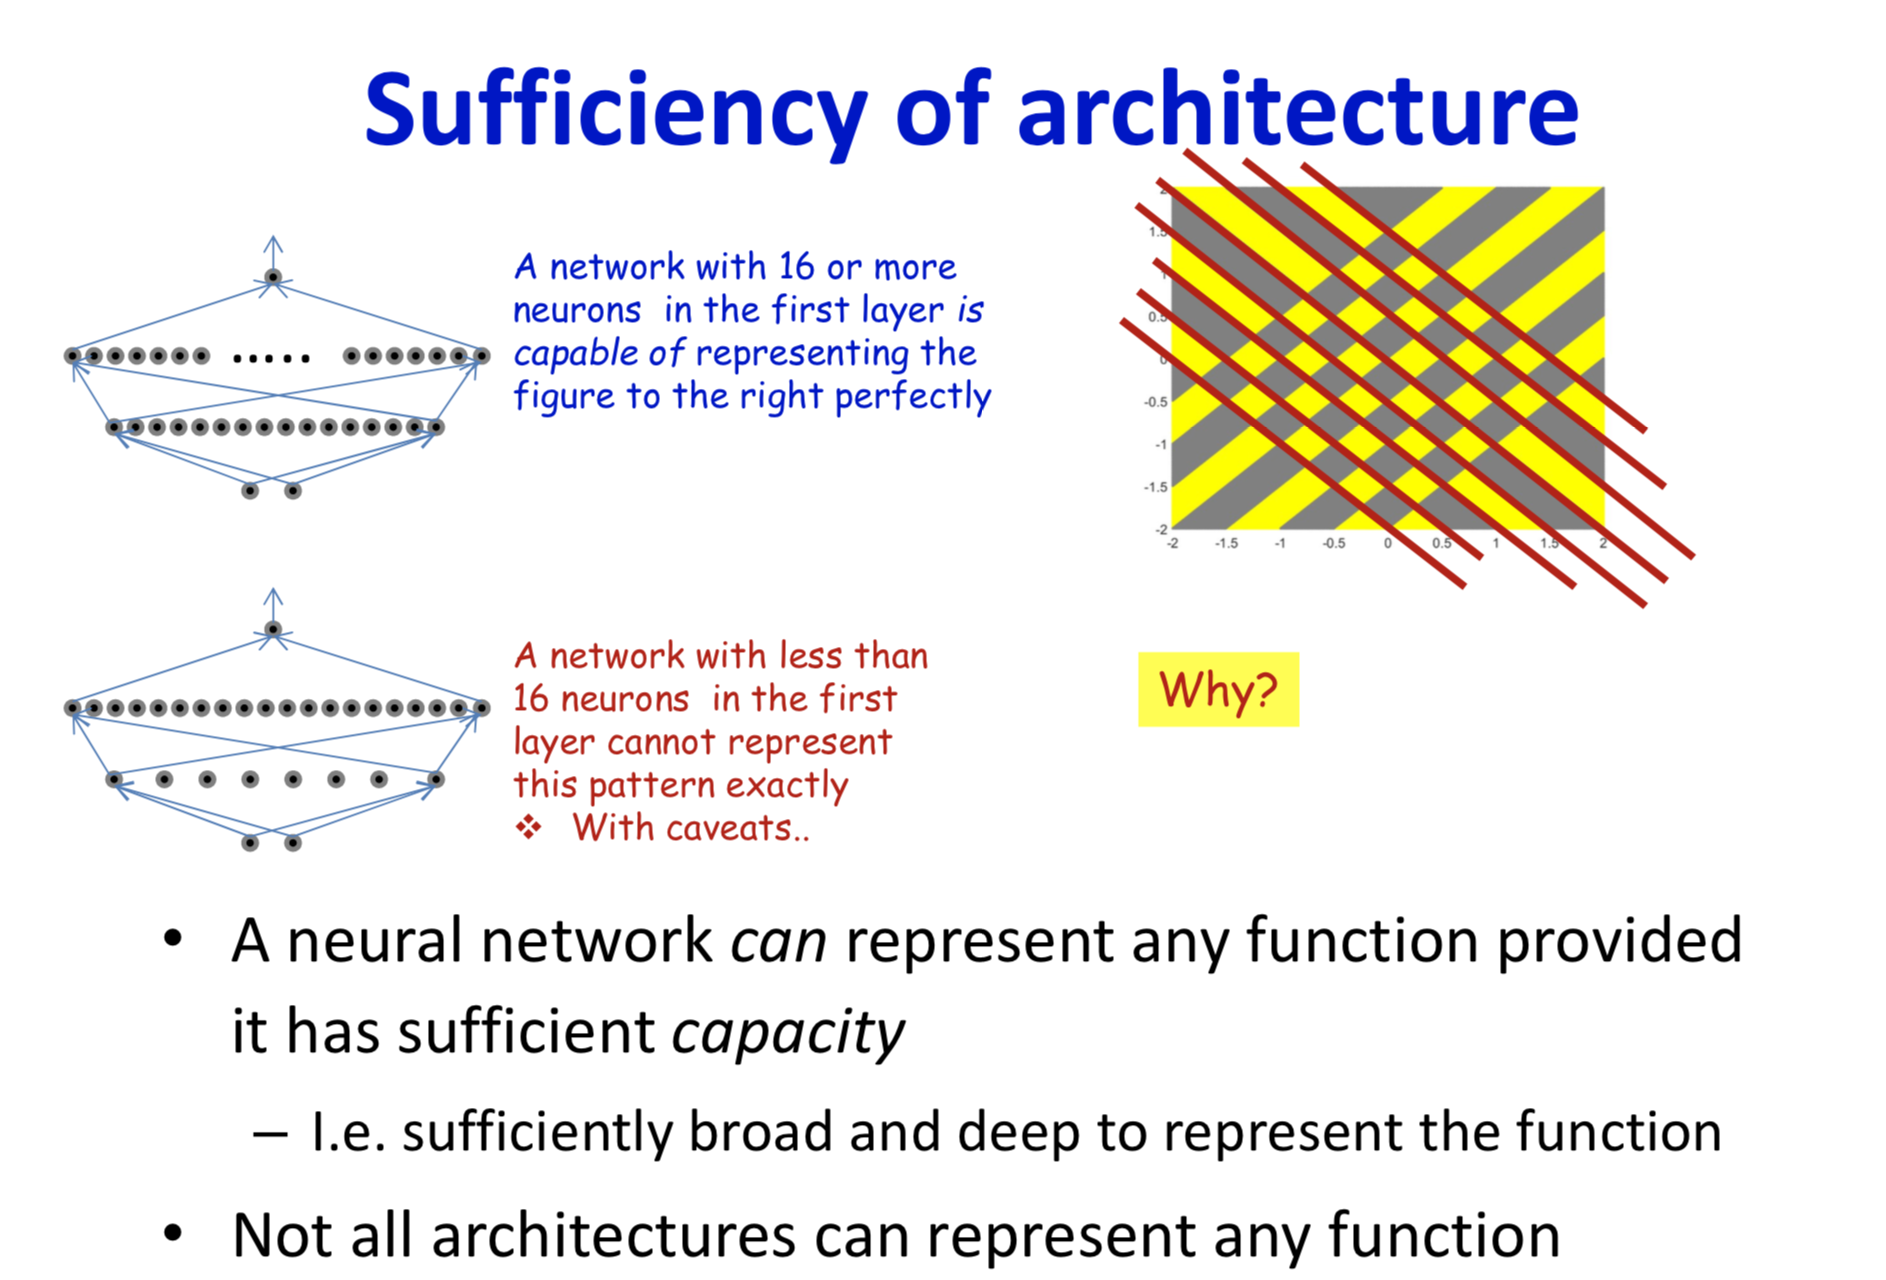 Sufficiency of architecture
A network with 16 or more
neurons in the first layer is
capable of representing the
figure to the right perfectly
2
1.5
1
0.5
0
-0.5
-1
-1.5
-2
-2 -1.5 -1 -0.5 0 0.5 1 1.5 2
A network with less than
16 neurons in the first
layer cannot represent
this pattern exactly
❖ With caveats..
Why?
• A neural network can represent any function provided
it has sufficient capacity
– I.e. sufficiently broad and deep to represent the function
• Not all architectures can represent any function